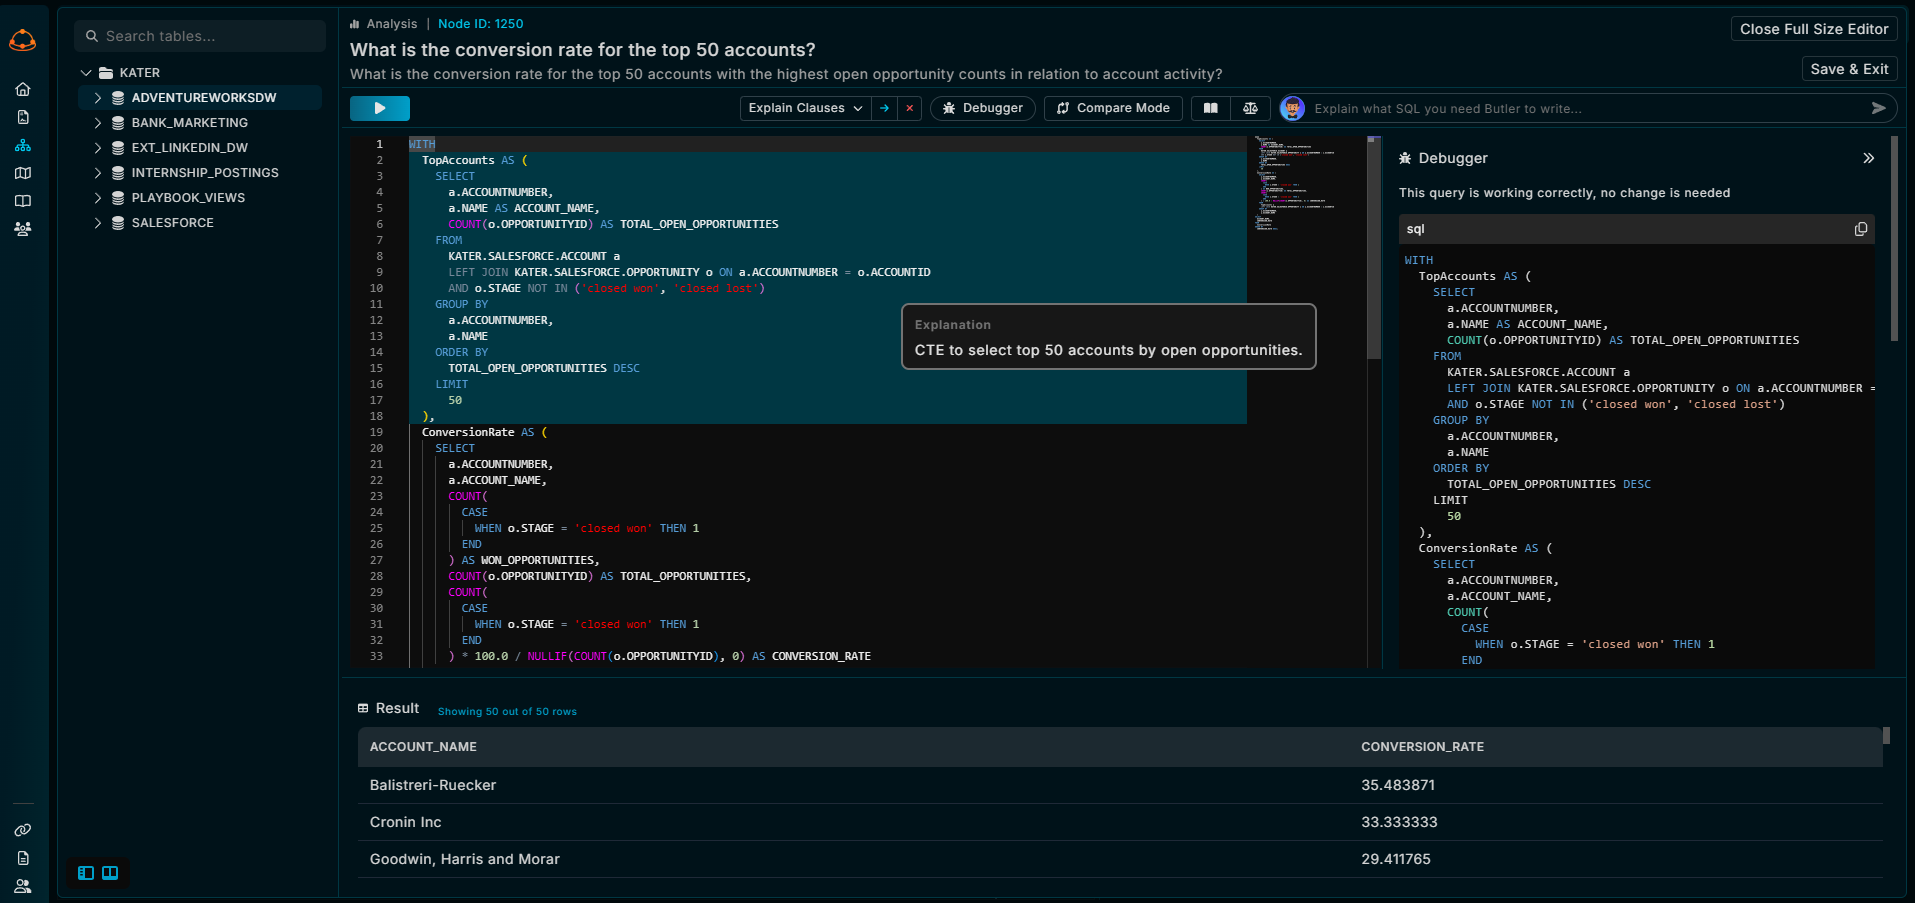 Search tables...
KATER
ADVENTUREWORKSDW
BANK_MARKETING
EXT_LINKEDIN_DW
INTERNSHIP_POSTINGS
PLAYBOOK_VIEWS
SALESFORCE
Analysis | Node ID: 1250
What is the conversion rate for the top 50 accounts?
What is the conversion rate for the top 50 accounts with the highest open opportunity counts in relation to account activity?
Close Full Size Editor
Save & Exit
Explain Clauses
Debugger
Compare Mode
Explain what SQL you need Butler to write...
1 WITH
2 TopAccounts AS (
3 SELECT
4 a.ACCOUNTNUMBER,
5 a.NAME AS ACCOUNT_NAME,
6 COUNT(o.OPPORTUNITYID) AS TOTAL_OPEN_OPPORTUNITIES
7 FROM
8 KATER.SALESFORCE.ACCOUNT a
9 LEFT JOIN KATER.SALESFORCE.OPPORTUNITY o ON a.ACCOUNTNUMBER = o.ACCOUNTID
10 AND o.STAGE NOT IN ('closed won', 'closed lost')
11 GROUP BY
12 a.ACCOUNTNUMBER,
13 a.NAME
14 ORDER BY
15 TOTAL_OPEN_OPPORTUNITIES DESC
16 LIMIT
17 50
18 ),
19 ConversionRate AS (
20 SELECT
21 a.ACCOUNTNUMBER,
22 a.ACCOUNT_NAME,
23 COUNT(
24 CASE
25 WHEN o.STAGE = 'closed won' THEN 1
26 END
27 ) AS WON_OPPORTUNITIES,
28 COUNT(o.OPPORTUNITYID) AS TOTAL_OPPORTUNITIES,
29 COUNT(
30 CASE
31 WHEN o.STAGE = 'closed won' THEN 1
32 END
33 ) * 100.0 / NULLIF(COUNT(o.OPPORTUNITYID), 0) AS CONVERSION_RATE
Explanation
CTE to select top 50 accounts by open opportunities.
Debugger
This query is working correctly, no change is needed
sql
WITH
TopAccounts AS (
SELECT
a.ACCOUNTNUMBER,
a.NAME AS ACCOUNT_NAME,
COUNT(o.OPPORTUNITYID) AS TOTAL_OPEN_OPPORTUNITIES
FROM
KATER.SALESFORCE.ACCOUNT a
LEFT JOIN KATER.SALESFORCE.OPPORTUNITY o ON a.ACCOUNTNUMBER =
AND o.STAGE NOT IN ('closed won', 'closed lost')
GROUP BY
a.ACCOUNTNUMBER,
a.NAME
ORDER BY
TOTAL_OPEN_OPPORTUNITIES DESC
LIMIT
50
),
ConversionRate AS (
SELECT
a.ACCOUNTNUMBER,
a.ACCOUNT_NAME,
COUNT(
CASE
WHEN o.STAGE = 'closed won' THEN 1
END
Result Showing 50 out of 50 rows
ACCOUNT_NAME CONVERSION_RATE
Balistreri-Ruecker 35.483871
Cronin Inc 33.333333
Goodwin, Harris and Morar 29.411765